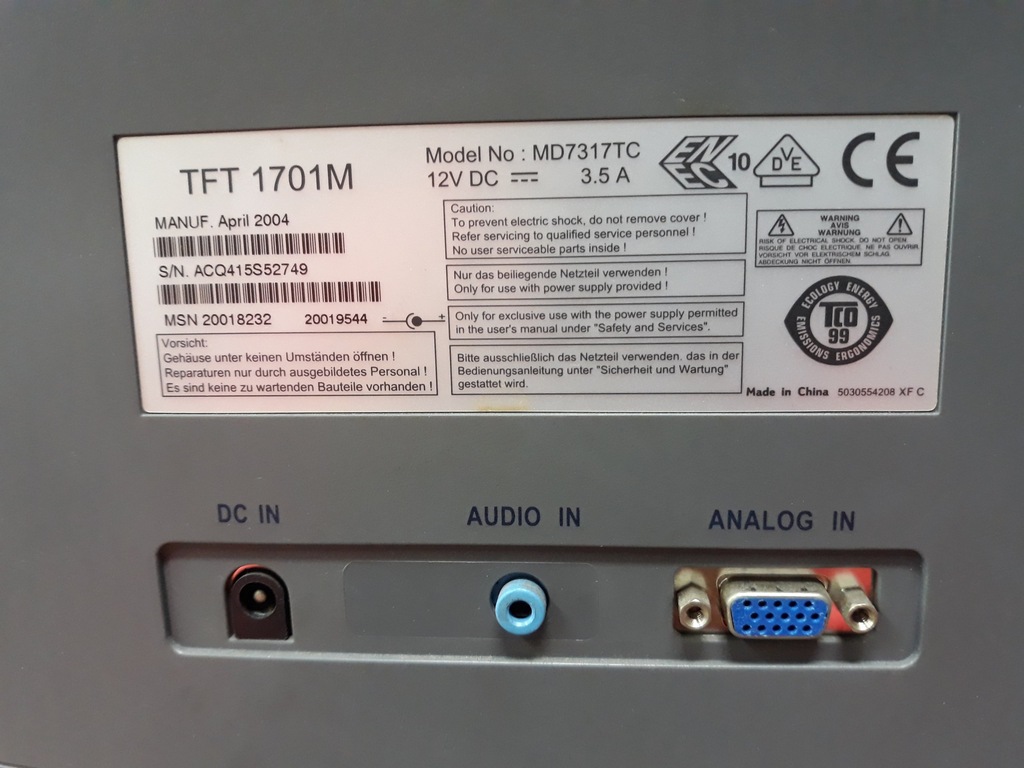 TFT 1701M
Model No : MD7317TC
12V DC 3.5 A
EN
EC
10
DVE
CE
MANUF. April 2004
S/N. ACQ415S52749
MSN 20018232 20019544
- +
Vorsicht:
Gehäuse unter keinen Umständen öffnen !
Reparaturen nur durch ausgebildetes Personal !
Es sind keine zu wartenden Bauteile vorhanden !
Caution:
To prevent electric shock, do not remove cover !
Refer servicing to qualified service personnel !
No user serviceable parts inside !
Nur das beiliegende Netzteil verwenden !
Only for use with power supply provided !
Only for exclusive use with the power supply permitted
in the user's manual under "Safety and Services".
Bitte ausschließlich das Netzteil verwenden, das in der
Bedienungsanleitung unter "Sicherheit und Wartung"
gestattet wird.
WARNING
AVIS
WARNUNG
RISK OF ELECTRICAL SHOCK. DO NOT OPEN.
RISQUE DE CHOC ELECTRIQUE. NE PAS OUVRIR.
VORSICHT VOR ELEKTRISCHEM SCHLAG.
ABDECKUNG NICHT ÖFFNEN.
ECOLOGY ENERGY
TCO
99
EMISSIONS ERGONOMICS
Made in China 5030554208 XF C
DC IN
AUDIO IN
ANALOG IN